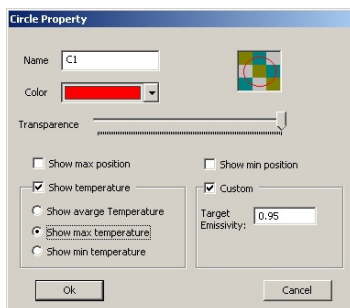 Circle Property
Name C1
Color
Transparence
Show max position Show min position
Show temperature Custom
Show avarge Temperature
Target Emissivity: 0.95
Show max temperature
Show min temperature
Ok Cancel